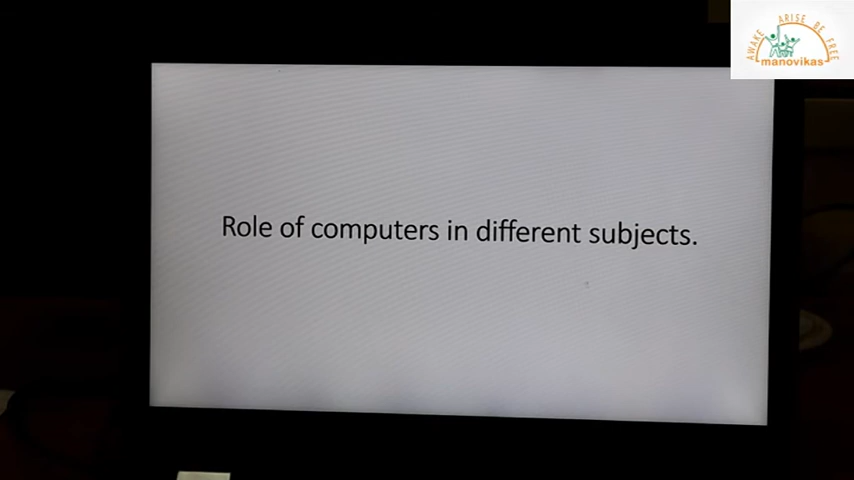 AWAKE ARISE BE FREE
manovikas
Role of computers in different subjects.